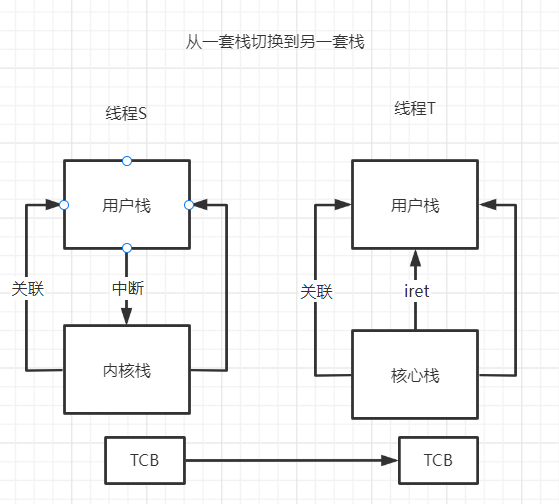 从一套栈切换到另一套栈
线程S
线程T
用户栈
用户栈
关联
中断
关联
iret
内核栈
核心栈
TCB
TCB